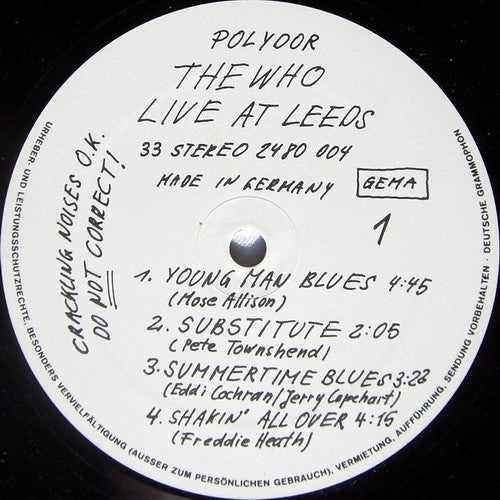 POLYDOR
THE WHO
LIVE AT LEEDS
33 STEREO 2480 004
MADE IN GERMANY
GEMA
1
CRACKLING NOISES O.K.
DO NOT CORRECT!
1. YOUNG MAN BLUES 4:45
(Mose Allison)
2. SUBSTITUTE 2:05
(Pete Townshend)
3. SUMMERTIME BLUES 3:23
(Eddi Cochran/Jerry Capehart)
4. SHAKIN' ALL OVER 4:15
(Freddie Heath)
URHEBER- UND LEISTUNGSSCHUTZRECHTE, BESONDERS VERVIELFÄLTIGUNG (AUSSER ZUM PERSÖNLICHEN GEBRAUCH), VERMIETUNG, AUFFÜHRUNG, SENDUNG VORBEHALTEN · DEUTSCHE GRAMMOPHON